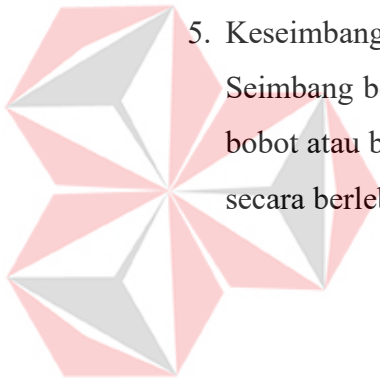 5. Keseimbang
Seimbang b
bobot atau b
secara berleb